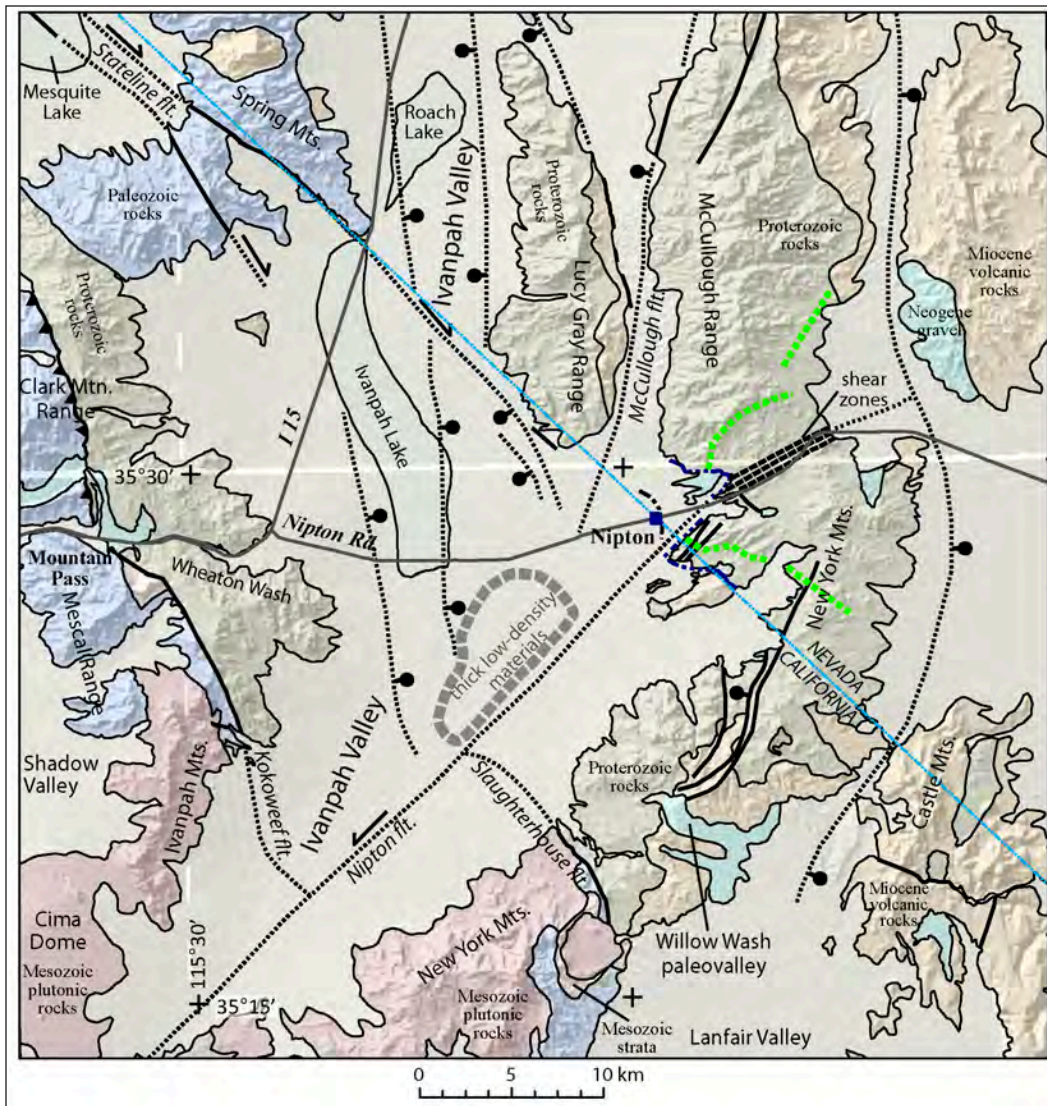 Mesquite
Lake
Stateline flt.
Spring Mts.
Roach
Lake
Ivanpah Valley
Paleozoic
rocks
Proterozoic
rocks
Proterozoic
rocks
Lucy Gray Range
McCullough flt.
McCullough Range
Proterozoic
rocks
Miocene
volcanic
rocks
Neogene
gravel
shear
zones
Clark Mtn.
Range
I 15
Ivanpah Lake
35°30'
Nipton Rd.
Nipton
Mountain
Pass
Wheaton Wash
Mescal Range
thick low-density
materials
New York Mts.
NEVADA
CALIFORNIA
Shadow
Valley
Ivanpah Mts.
Kokoweef flt.
Ivanpah Valley
Nipton flt.
Slaughterhouse flt.
Proterozoic
rocks
Castle Mts.
Miocene
volcanic
rocks
Cima
Dome
Mesozoic
plutonic
rocks
115°30'
35°15'
New York Mts.
Mesozoic
plutonic
rocks
Willow Wash
paleovalley
Mesozoic
strata
Lanfair Valley
0 5 10 km